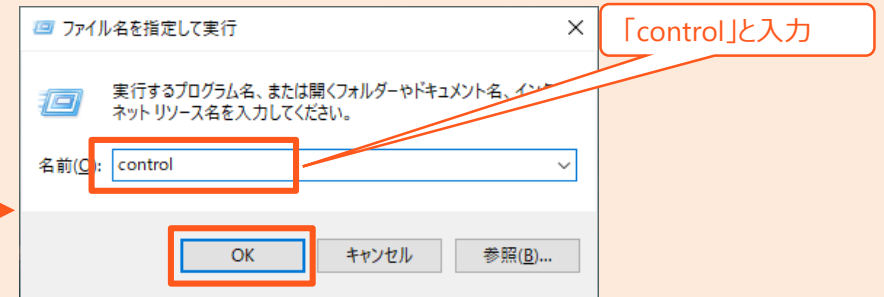 ファイル名を指定して実行
「control」と入力
実行するプログラム名、または開くフォルダーやドキュメント名、インター
ネット リソース名を入力してください。
名前(O):
control
OK
キャンセル
参照(B)...